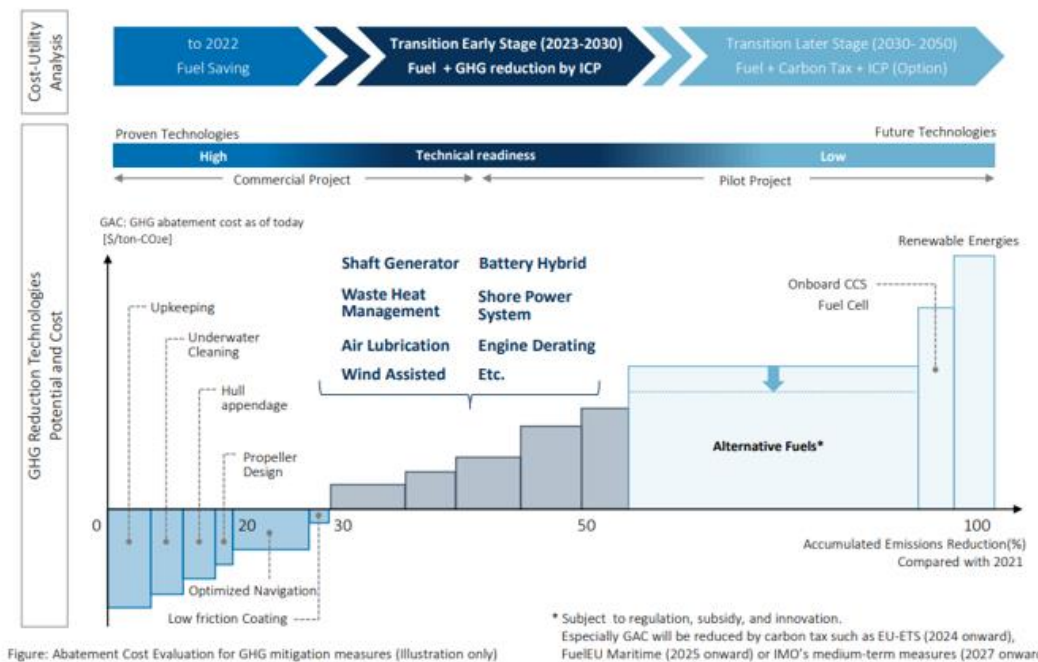 Cost-Utility
Analysis
to 2022
Fuel Saving
Transition Early Stage (2023-2030)
Fuel + GHG reduction by ICP
Transition Later Stage (2030- 2050)
Fuel + Carbon Tax + ICP (Option)
GHG Reduction Technologies
Potential and Cost
Proven Technologies
Future Technologies
High
Technical readiness
Low
Commercial Project
Pilot Project
GAC: GHG abatement cost as of today
[$/ton-CO2e]
Renewable Energies
Shaft Generator
Battery Hybrid
Onboard CCS
Fuel Cell
Waste Heat
Management
Shore Power
System
Upkeeping
Underwater
Cleaning
Air Lubrication
Engine Derating
Wind Assisted
Etc.
Hull
appendage
Alternative Fuels*
Propeller
Design
0
20
30
50
100
Accumulated Emissions Reduction(%)
Compared with 2021
Optimized Navigation
Low friction Coating
* Subject to regulation, subsidy, and innovation.
Especially GAC will be reduced by carbon tax such as EU-ETS (2024 onward),
FuelEU Maritime (2025 onward) or IMO's medium-term measures (2027 onward
Figure: Abatement Cost Evaluation for GHG mitigation measures (Illustration only)